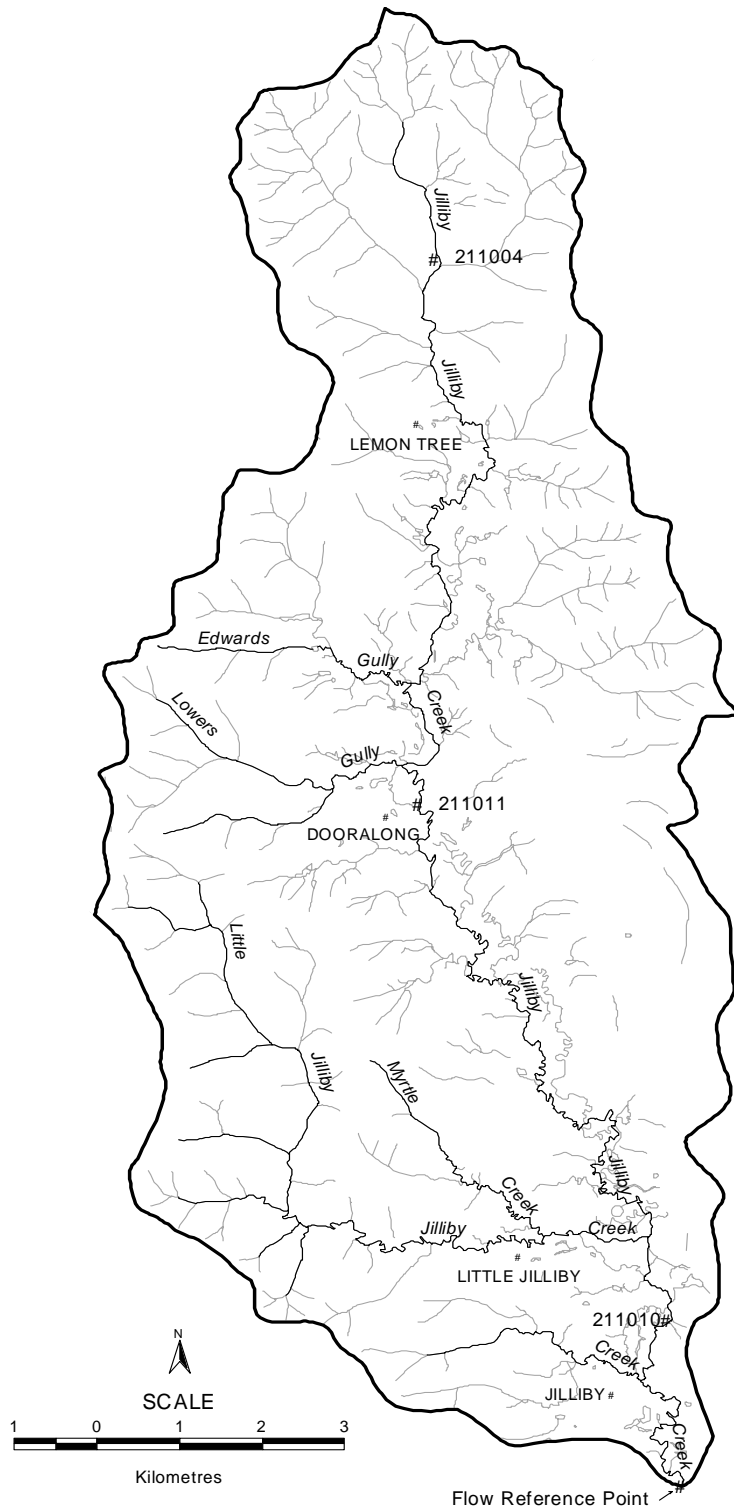 Jilliby
# 211004
Jilliby
#
LEMON TREE
Edwards
Gully
Lowers
Creek
Gully
# 211011
#
DOORALONG
Little
Jilliby
Jilliby
Myrtle
Jilliby
Creek
Jilliby
Creek
#
LITTLE JILLIBY
211010#
Creek
N
SCALE
JILLIBY #
1 0 1 2 3
Creek
Kilometres
#
Flow Reference Point